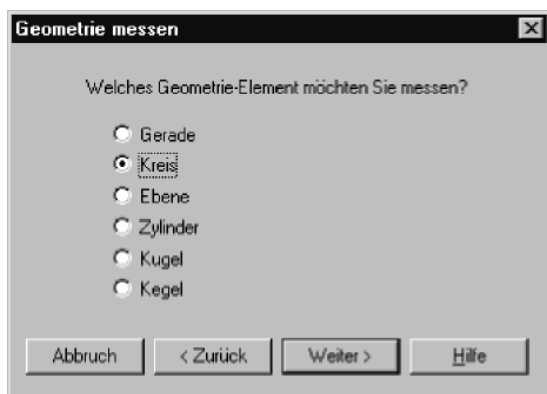 Geometrie messen
Welches Geometrie-Element möchten Sie messen?
Gerade
Kreis
Ebene
Zylinder
Kugel
Kegel
Abbruch
< Zurück
Weiter >
Hilfe